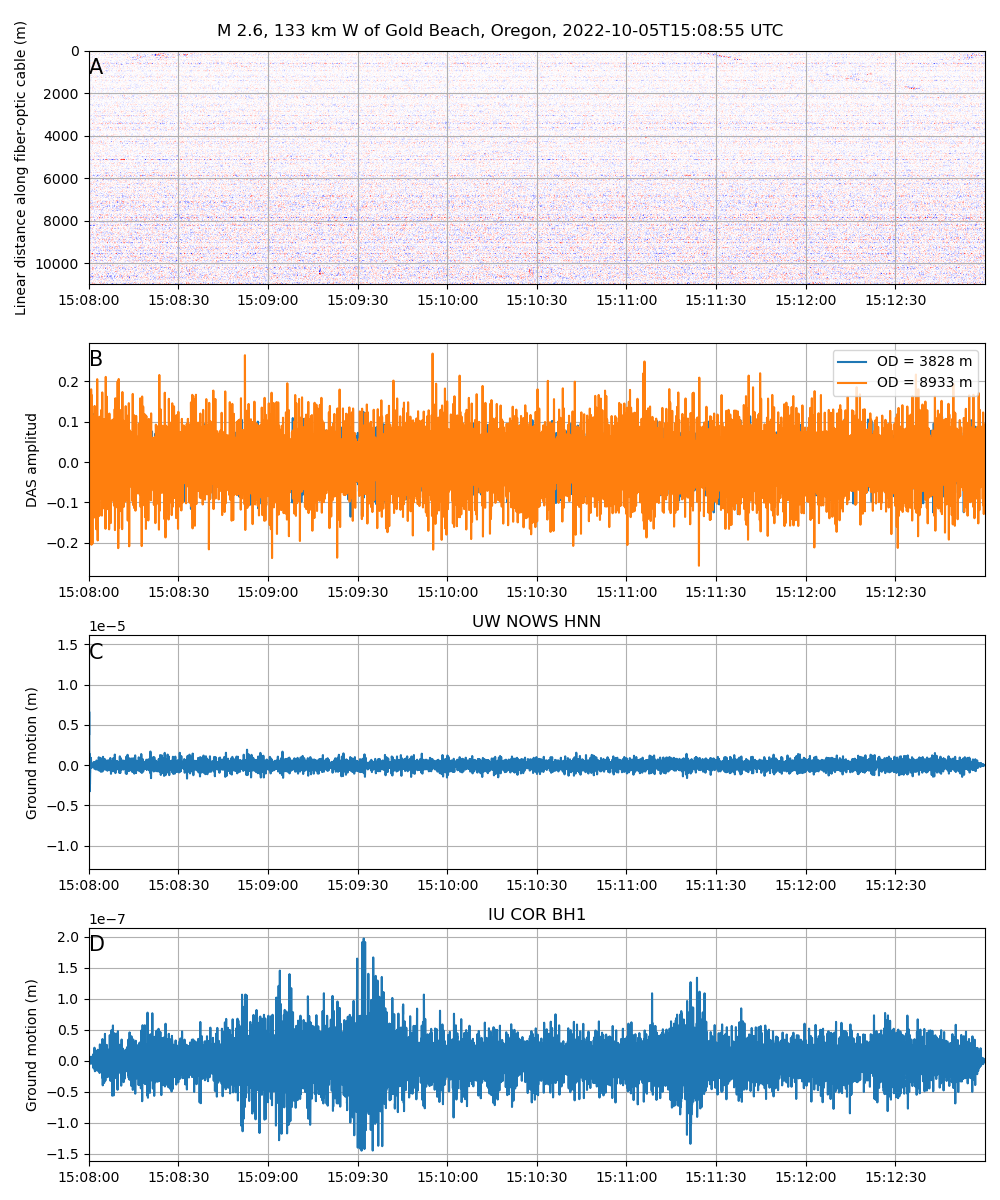 M 2.6, 133 km W of Gold Beach, Oregon, 2022-10-05T15:08:55 UTC
A
Linear distance along fiber-optic cable (m)
0
2000
4000
6000
8000
10000
15:08:00 15:08:30 15:09:00 15:09:30 15:10:00 15:10:30 15:11:00 15:11:30 15:12:00 15:12:30
B
OD = 3828 m
OD = 8933 m
DAS amplitud
0.2
0.1
0.0
−0.1
−0.2
15:08:00 15:08:30 15:09:00 15:09:30 15:10:00 15:10:30 15:11:00 15:11:30 15:12:00 15:12:30
UW NOWS HNN
1e−5
C
Ground motion (m)
1.5
1.0
0.5
0.0
−0.5
−1.0
15:08:00 15:08:30 15:09:00 15:09:30 15:10:00 15:10:30 15:11:00 15:11:30 15:12:00 15:12:30
IU COR BH1
1e−7
D
Ground motion (m)
2.0
1.5
1.0
0.5
0.0
−0.5
−1.0
−1.5
15:08:00 15:08:30 15:09:00 15:09:30 15:10:00 15:10:30 15:11:00 15:11:30 15:12:00 15:12:30